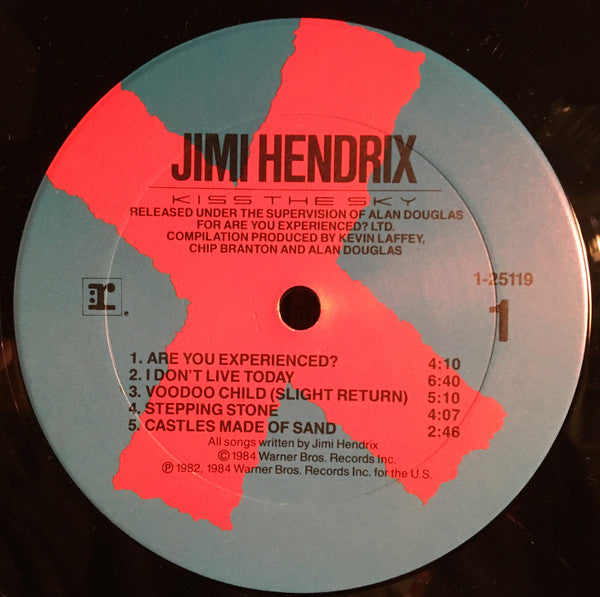 JIMI HENDRIX
KISS THE SKY
RELEASED UNDER THE SUPERVISION OF ALAN DOUGLAS
FOR ARE YOU EXPERIENCED? LTD.
COMPILATION PRODUCED BY KEVIN LAFFEY,
CHIP BRANTON AND ALAN DOUGLAS
1-25119
1
:r ®
1. ARE YOU EXPERIENCED? 4:10
2. I DON'T LIVE TODAY 6:40
3. VOODOO CHILD (SLIGHT RETURN) 5:10
4. STEPPING STONE 4:07
5. CASTLES MADE OF SAND 2:46
All songs written by Jimi Hendrix
© 1984 Warner Bros. Records Inc.
℗ 1982, 1984 Warner Bros. Records Inc. for the U.S.